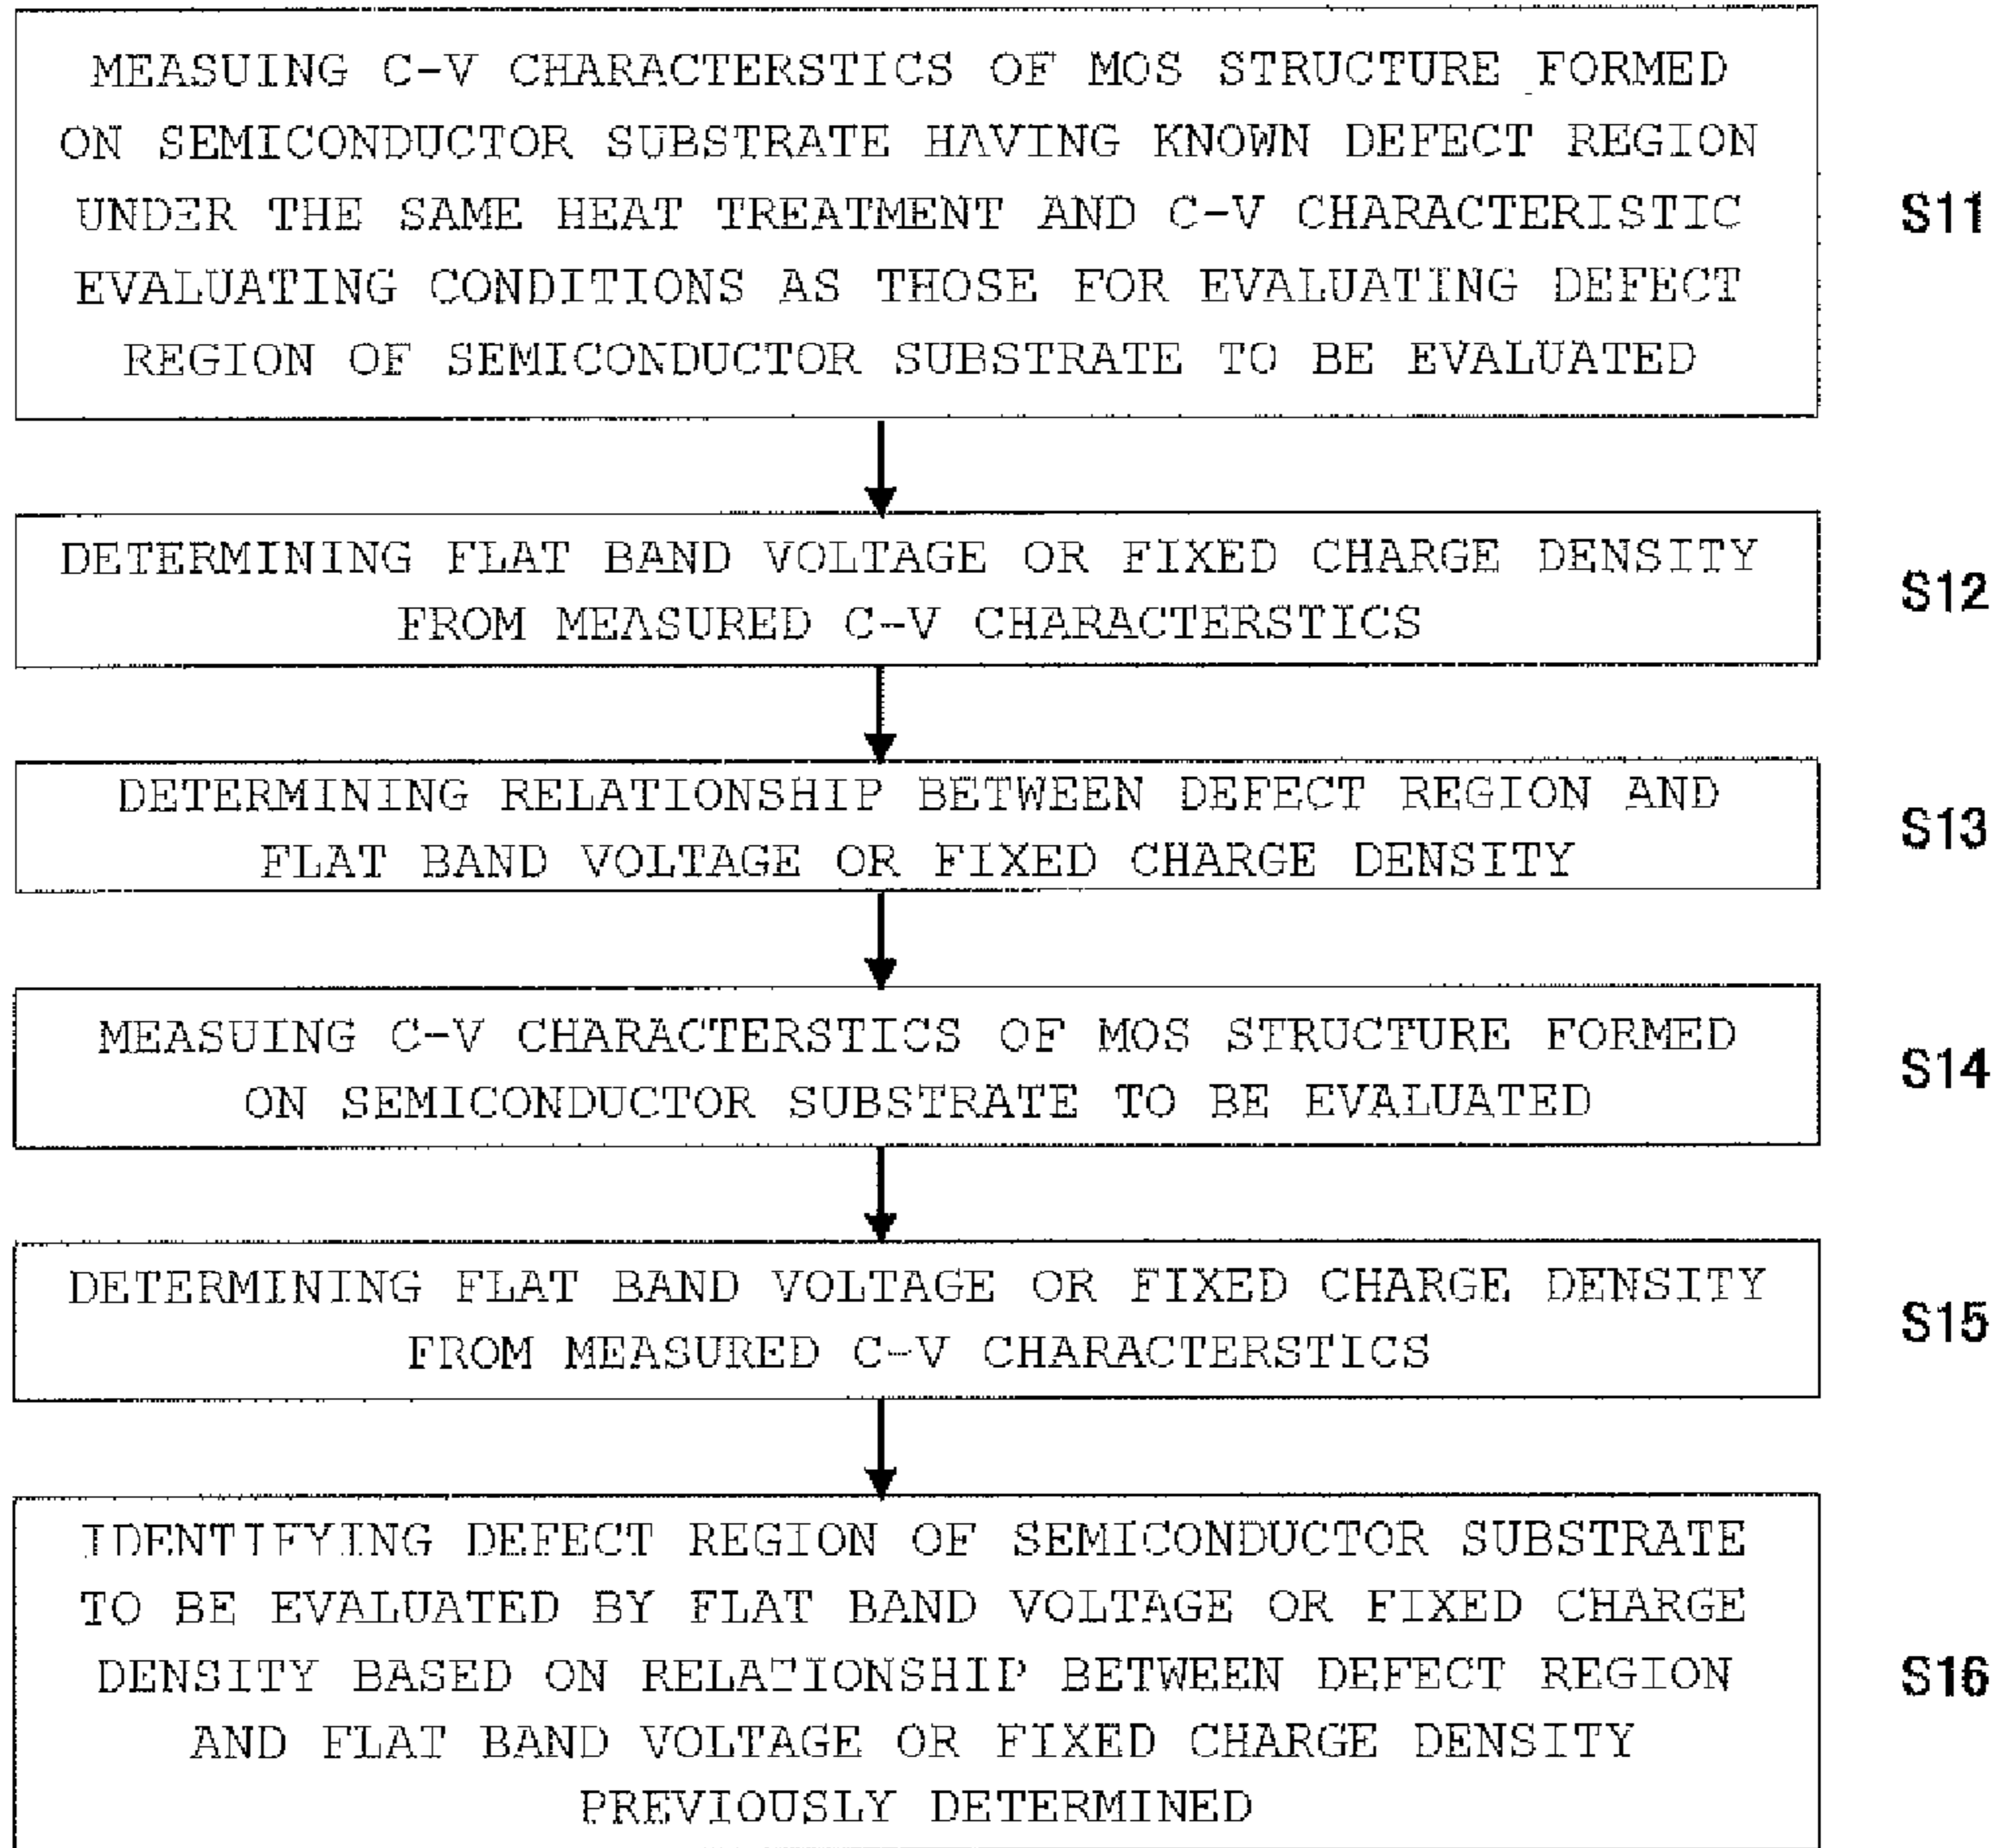 MEASUING C-V CHARACTERSTICS OF MOS STRUCTURE FORMED
ON SEMICONDUCTOR SUBSTRATE HAVING KNOWN DEFECT REGION
UNDER THE SAME HEAT TREATMENT AND C-V CHARACTERISTIC
EVALUATING CONDITIONS AS THOSE FOR EVALUATING DEFECT
REGION OF SEMICONDUCTOR SUBSTRATE TO BE EVALUATED
S11
DETERMINING FLAT BAND VOLTAGE OR FIXED CHARGE DENSITY
FROM MEASURED C-V CHARACTERSTICS
S12
DETERMINING RELATIONSHIP BETWEEN DEFECT REGION AND
FLAT BAND VOLTAGE OR FIXED CHARGE DENSITY
S13
MEASUING C-V CHARACTERSTICS OF MOS STRUCTURE FORMED
ON SEMICONDUCTOR SUBSTRATE TO BE EVALUATED
S14
DETERMINING FLAT BAND VOLTAGE OR FIXED CHARGE DENSITY
FROM MEASURED C-V CHARACTERSTICS
S15
IDENTIFYING DEFECT REGION OF SEMICONDUCTOR SUBSTRATE
TO BE EVALUATED BY FLAT BAND VOLTAGE OR FIXED CHARGE
DENSITY BASED ON RELATIONSHIP BETWEEN DEFECT REGION
AND FLAT BAND VOLTAGE OR FIXED CHARGE DENSITY
PREVIOUSLY DETERMINED
S16